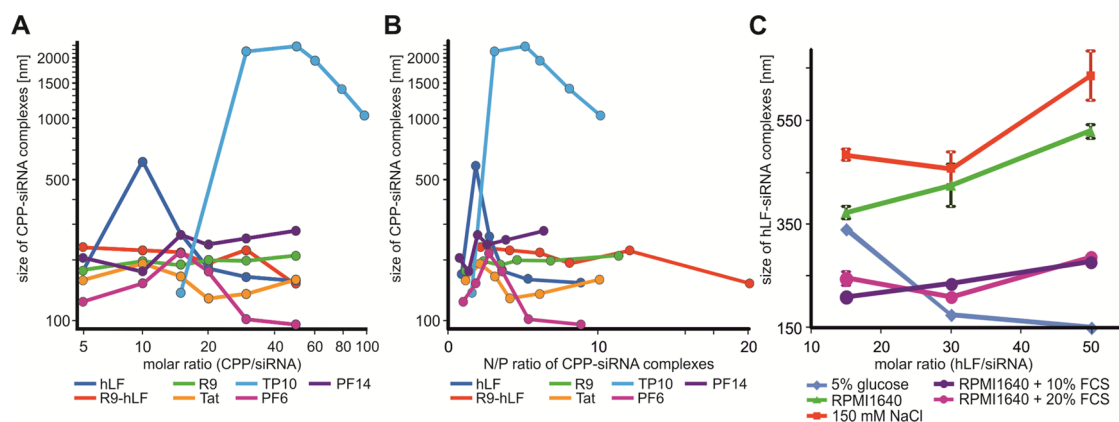 A
size of CPP-siRNA complexes [nm]
2000
1500
1000
500
100
5 10 20 40 60 80 100
molar ratio (CPP/siRNA)
hLF R9 TP10 PF14
R9-hLF Tat PF6
B
size of CPP-siRNA complexes [nm]
2000
1500
1000
500
100
0 10 20
N/P ratio of CPP-siRNA complexes
hLF R9 TP10 PF14
R9-hLF Tat PF6
C
size of hLF-siRNA complexes [nm]
550
350
150
10 20 30 40 50
molar ratio (hLF/siRNA)
5% glucose RPMI1640 + 10% FCS
RPMI1640 RPMI1640 + 20% FCS
150 mM NaCl